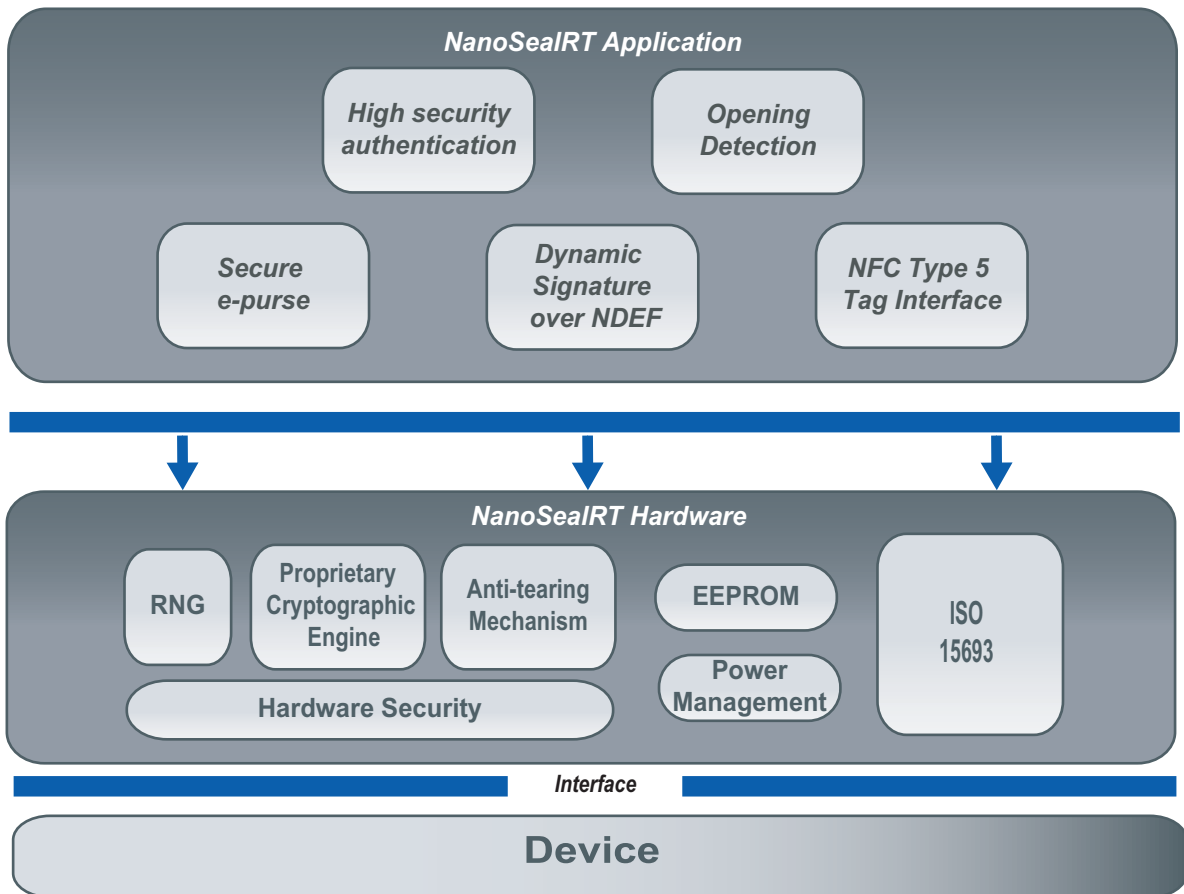 NanoSealRT Application
High security
authentication
Opening
Detection
Secure
e-purse
Dynamic
Signature
over NDEF
NFC Type 5
Tag Interface
NanoSealRT Hardware
RNG
Proprietary
Cryptographic
Engine
Anti-tearing
Mechanism
EEPROM
ISO
15693
Hardware Security
Power
Management
Interface
Device